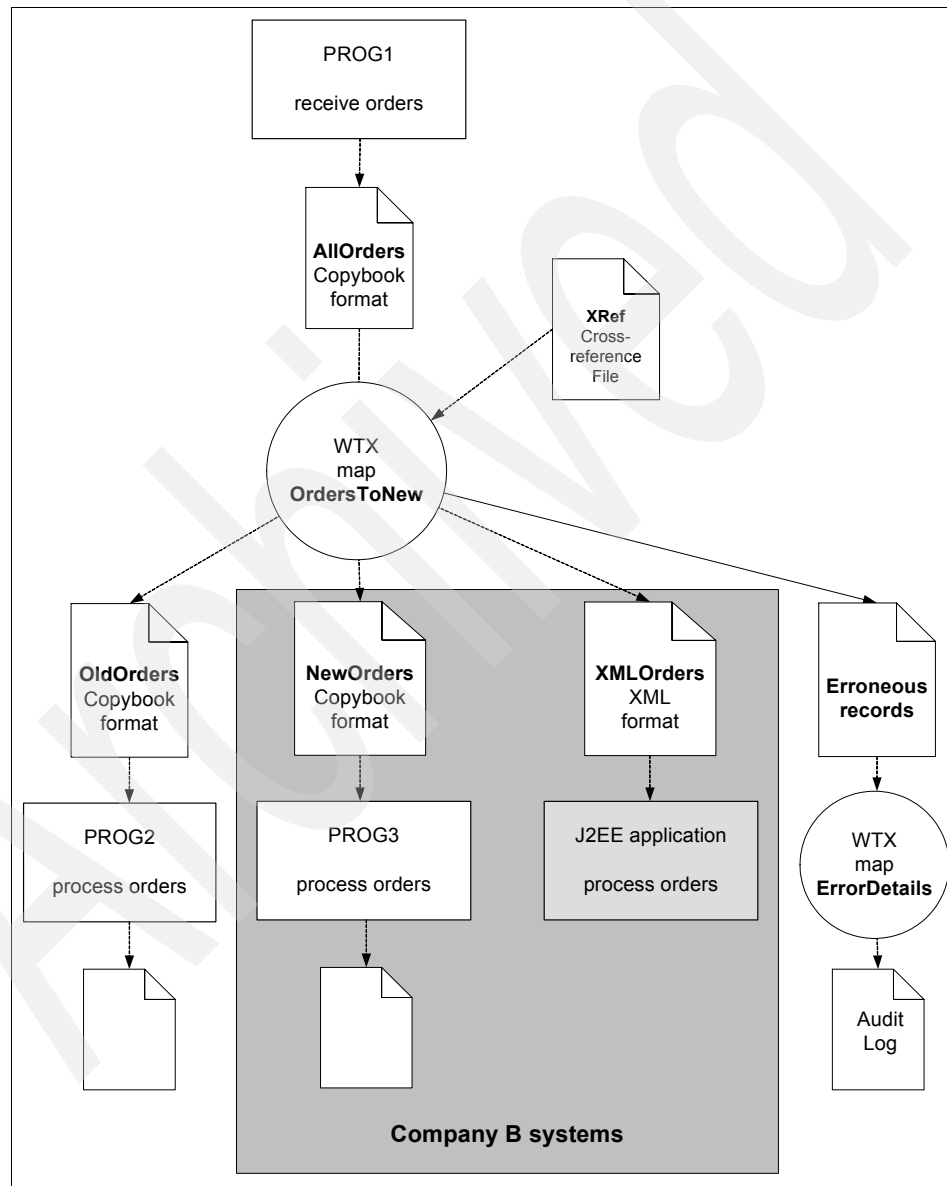 PROG1
receive orders
AllOrders
Copybook
format
XRef
Cross-
reference
File
WTX
map
OrdersToNew
OldOrders
Copybook
format
NewOrders
Copybook
format
XMLOrders
XML
format
Erroneous
records
PROG2
process orders
PROG3
process orders
J2EE application
process orders
WTX
map
ErrorDetails
Audit
Log
Company B systems
Archived